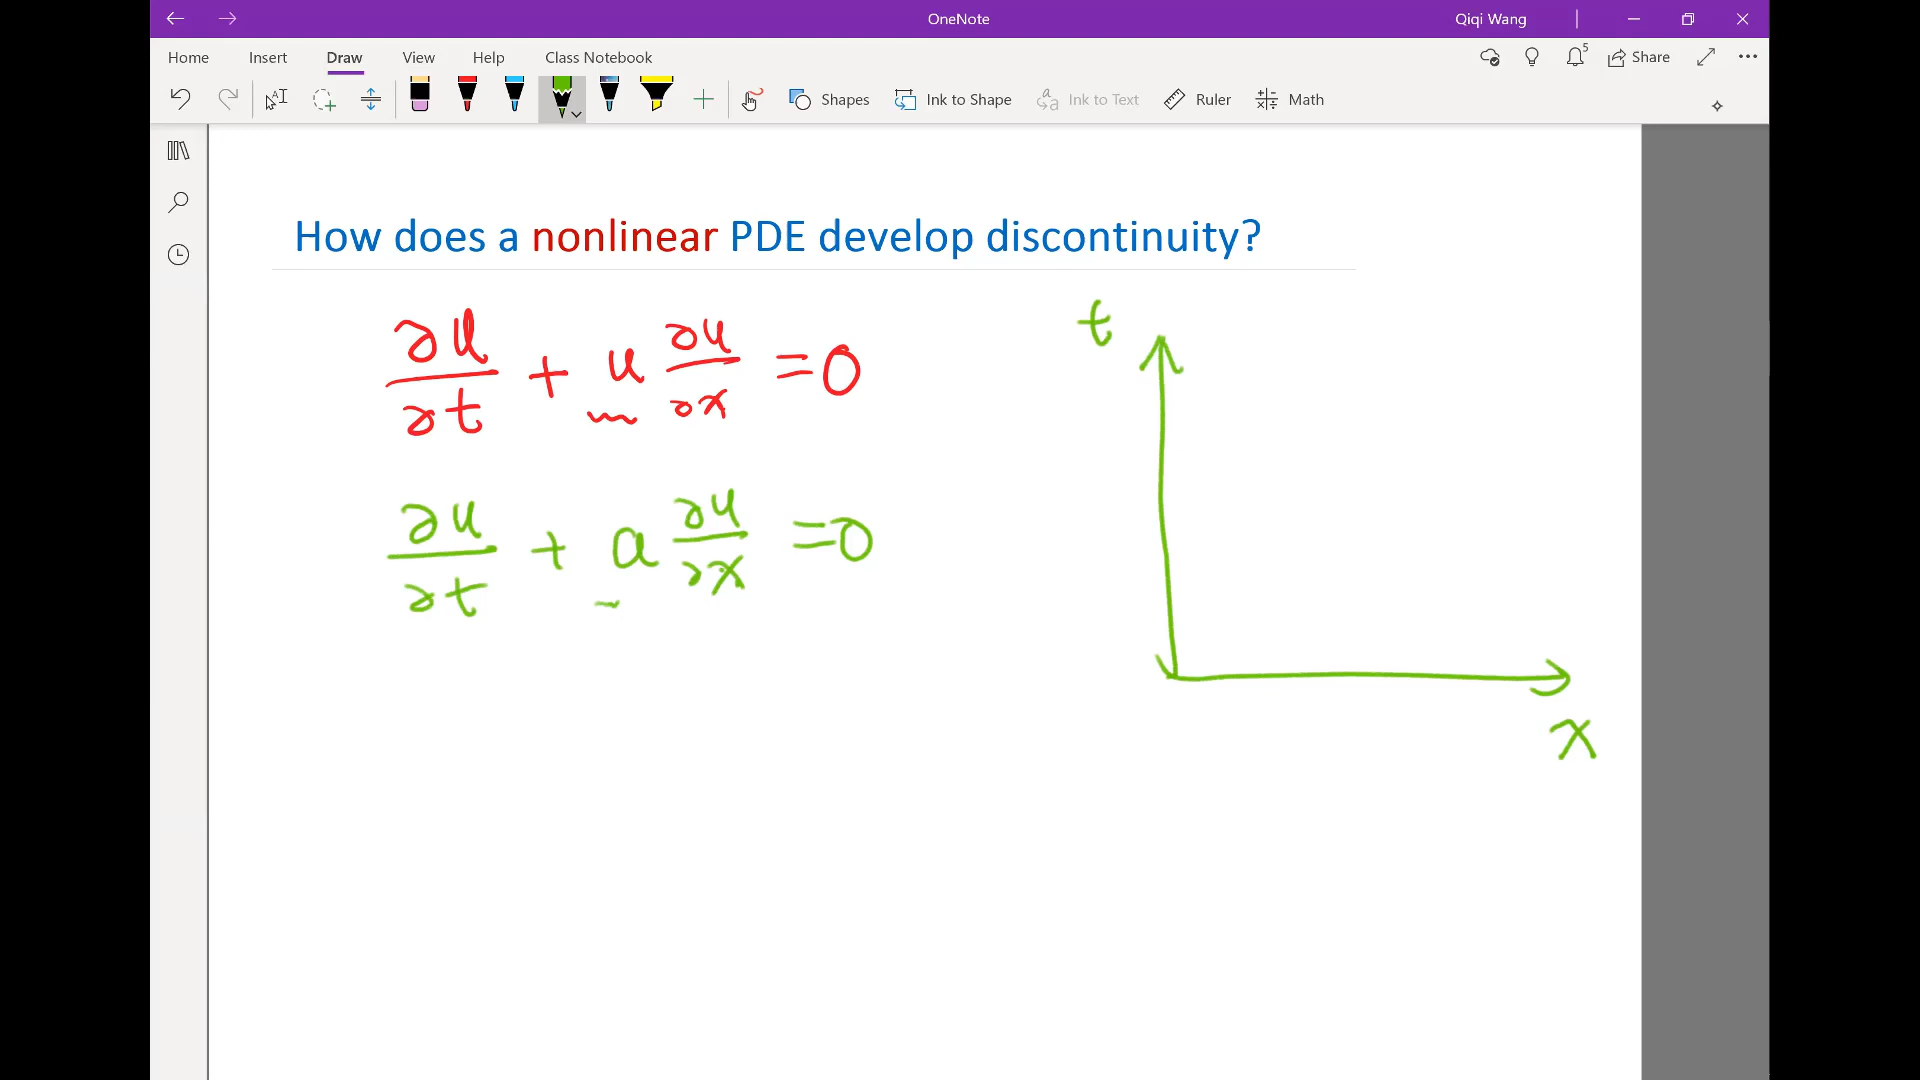 OneNote
Qiqi Wang
Home Insert Draw View Help Class Notebook
5
Share
Shapes Ink to Shape Ink to Text Ruler Math
How does a nonlinear PDE develop discontinuity?
∂u/∂t + u ∂u/∂x = 0
t
∂u/∂t + a ∂u/∂x = 0
x